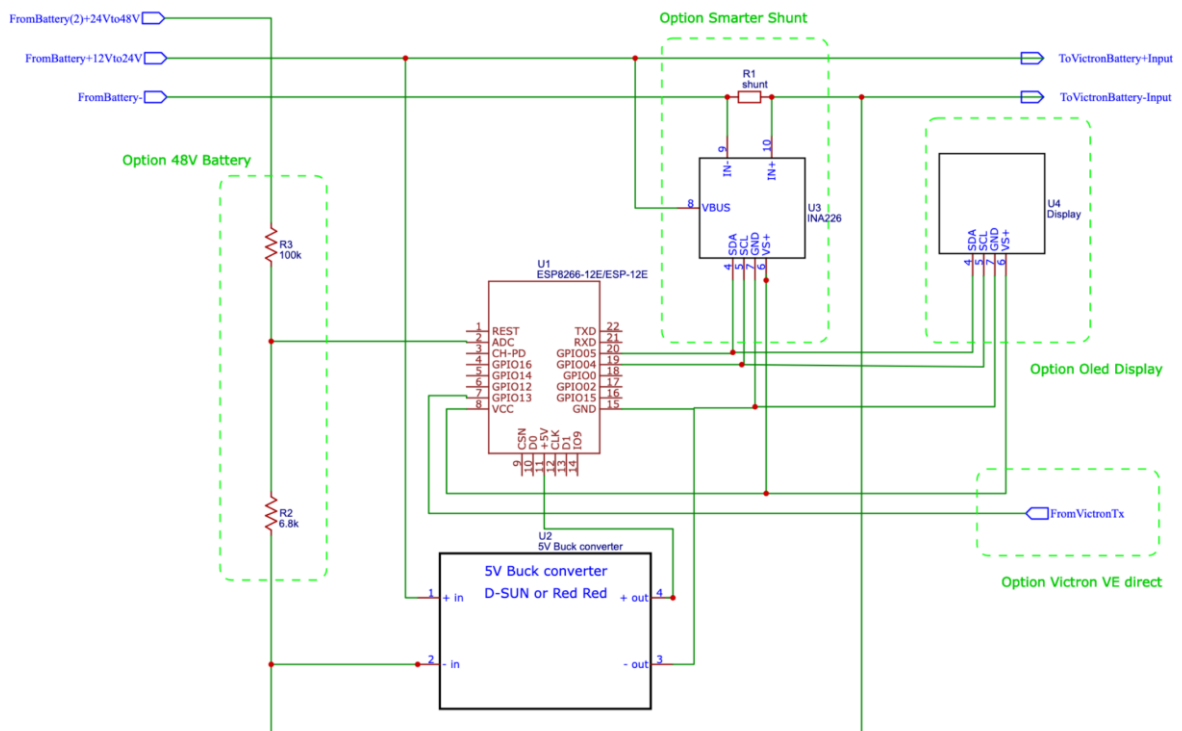 FromBattery(2)+24Vto48V
Option Smarter Shunt
FromBattery+12Vto24V
ToVictronBattery+Input
R1
shunt
FromBattery-
ToVictronBattery-Input
Option 48V Battery
9
10
IN-
IN+
8
VBUS
U3
INA226
SDA
SCL
GND
VS+
4
5
7
6
U4
Display
SDA
SCL
GND
VS+
4
5
7
6
R3
100k
U1
ESP8266-12E/ESP-12E
1 REST TXD 22
2 ADC RXD 21
3 CH-PD GPIO05 20
4 GPIO16 GPIO04 19
5 GPIO14 GPIO0 18
6 GPIO12 GPIO02 17
7 GPIO13 GPIO15 16
8 VCC GND 15
CSN
D0
+5V
CLK
D1
IO9
9
10
11
12
13
14
Option Oled Display
R2
6.8k
FromVictronTx
Option Victron VE direct
U2
5V Buck converter
5V Buck converter
D-SUN or Red Red
1 + in + out 4
2 - in - out 3